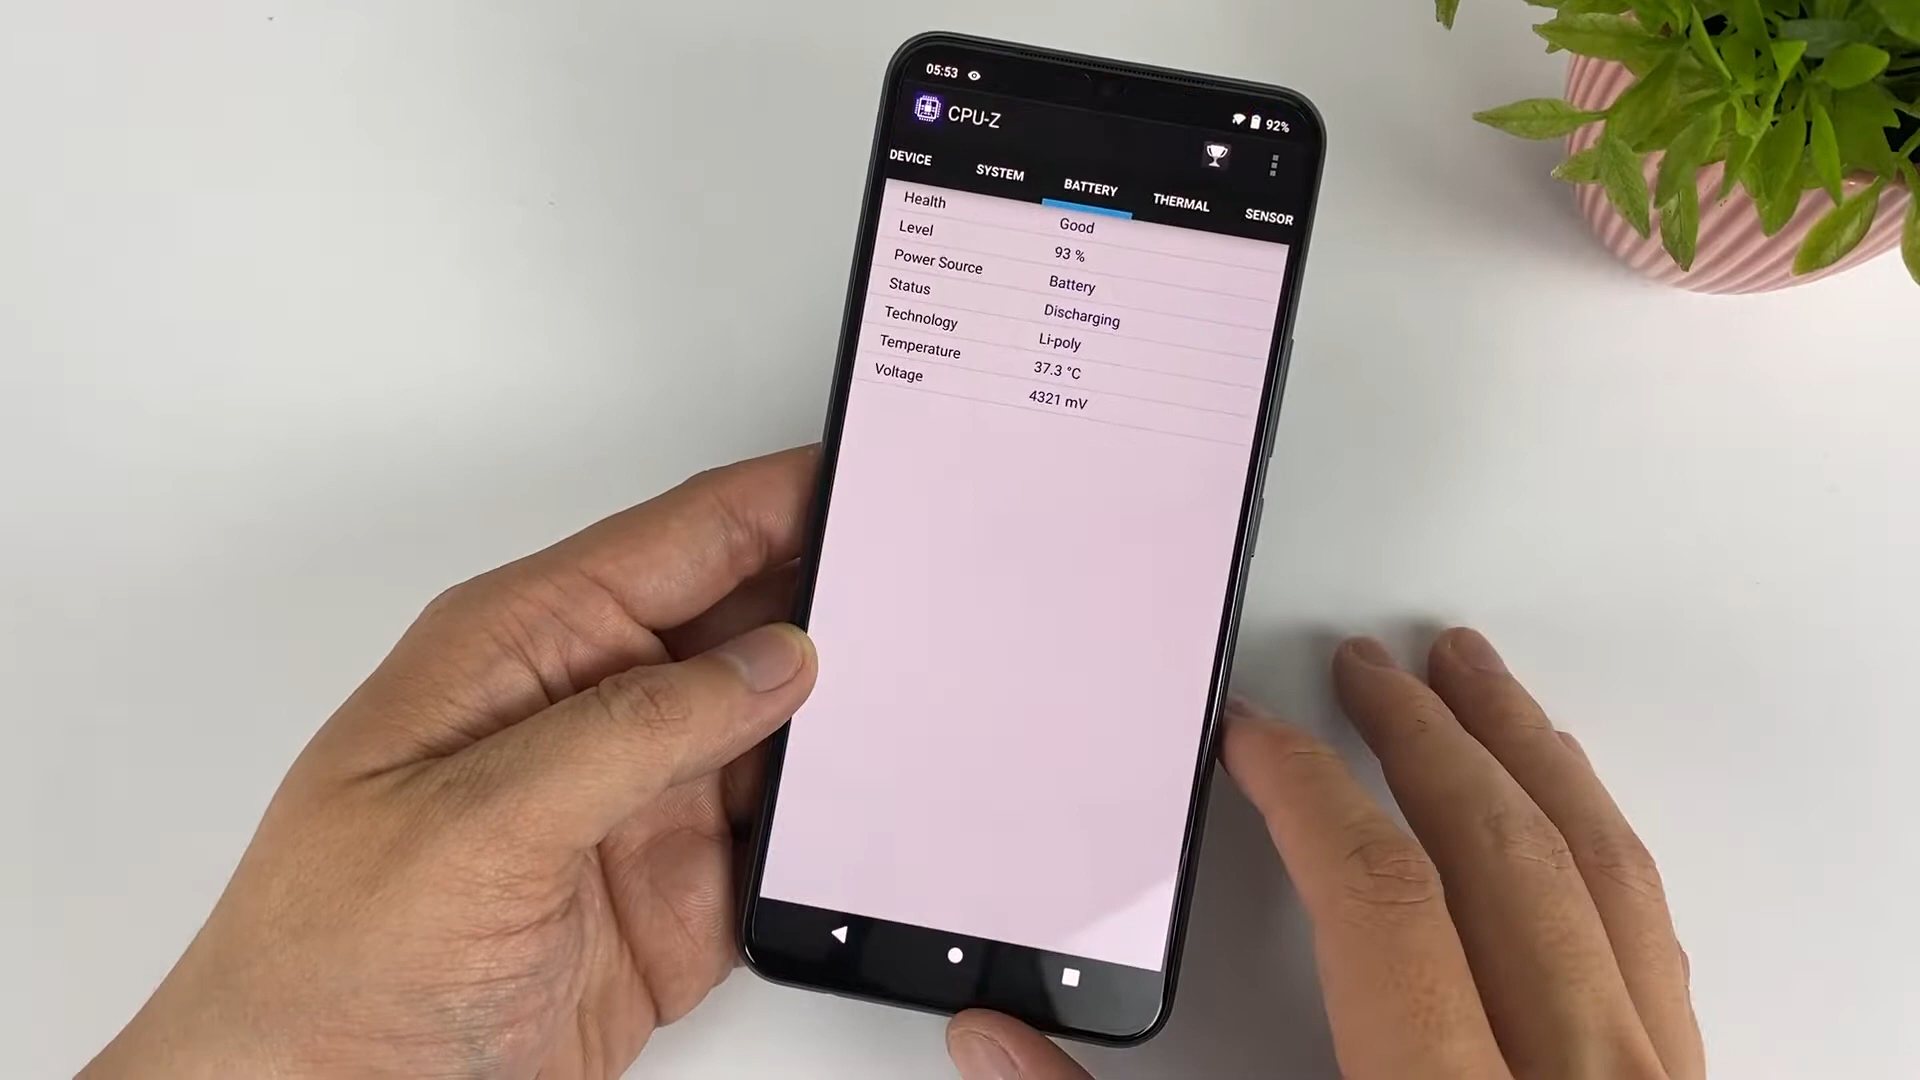 05:53
92%
CPU-Z
DEVICE SYSTEM BATTERY THERMAL SENSOR
Health Good
Level 93 %
Power Source Battery
Status Discharging
Technology Li-poly
Temperature 37.3 °C
Voltage 4321 mV